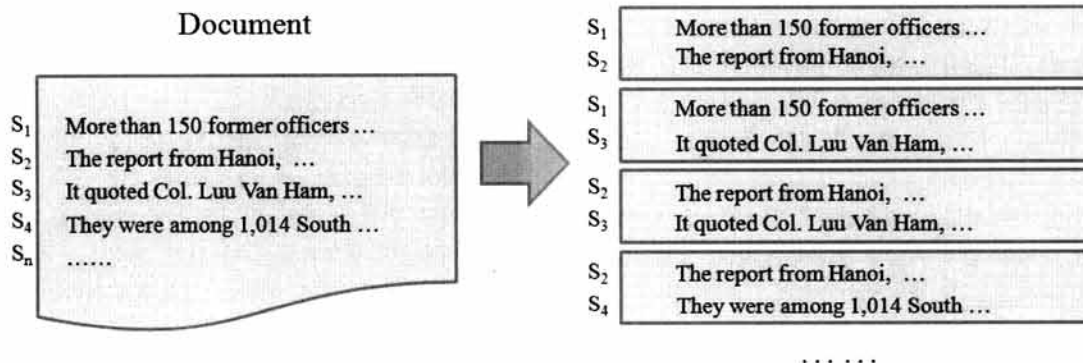 Document
S1 More than 150 former officers …
S2 The report from Hanoi, …
S3 It quoted Col. Luu Van Ham, …
S4 They were among 1,014 South …
Sn ……
S1 More than 150 former officers …
S2 The report from Hanoi, …
S1 More than 150 former officers …
S3 It quoted Col. Luu Van Ham, …
S2 The report from Hanoi, …
S3 It quoted Col. Luu Van Ham, …
S2 The report from Hanoi, …
S4 They were among 1,014 South …
……